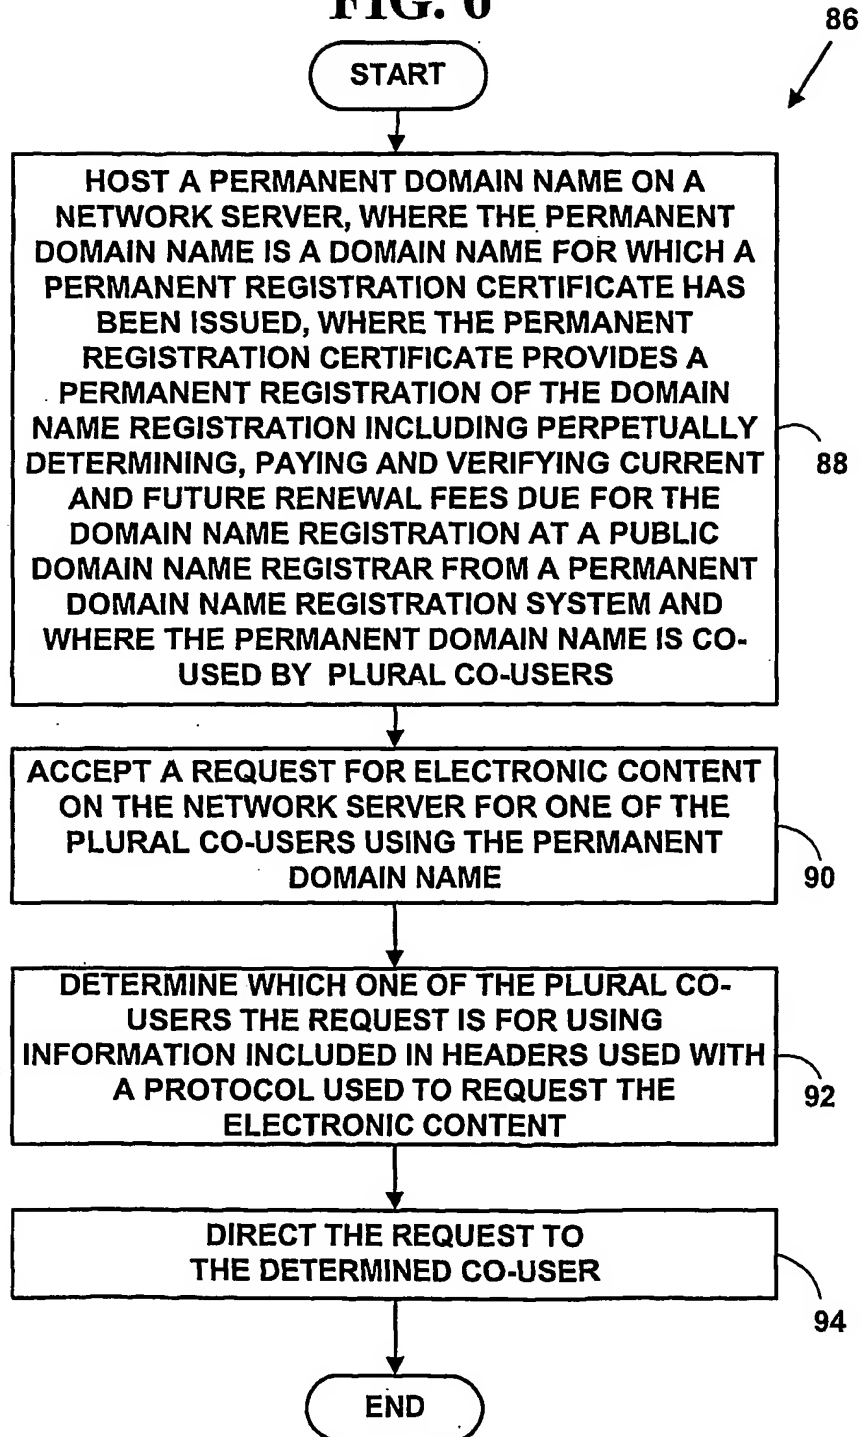 FIG. 6
86
START
HOST A PERMANENT DOMAIN NAME ON A
NETWORK SERVER, WHERE THE PERMANENT
DOMAIN NAME IS A DOMAIN NAME FOR WHICH A
PERMANENT REGISTRATION CERTIFICATE HAS
BEEN ISSUED, WHERE THE PERMANENT
REGISTRATION CERTIFICATE PROVIDES A
PERMANENT REGISTRATION OF THE DOMAIN
NAME REGISTRATION INCLUDING PERPETUALLY
DETERMINING, PAYING AND VERIFYING CURRENT
AND FUTURE RENEWAL FEES DUE FOR THE
DOMAIN NAME REGISTRATION AT A PUBLIC
DOMAIN NAME REGISTRAR FROM A PERMANENT
DOMAIN NAME REGISTRATION SYSTEM AND
WHERE THE PERMANENT DOMAIN NAME IS CO-
USED BY PLURAL CO-USERS
88
ACCEPT A REQUEST FOR ELECTRONIC CONTENT
ON THE NETWORK SERVER FOR ONE OF THE
PLURAL CO-USERS USING THE PERMANENT
DOMAIN NAME
90
DETERMINE WHICH ONE OF THE PLURAL CO-
USERS THE REQUEST IS FOR USING
INFORMATION INCLUDED IN HEADERS USED WITH
A PROTOCOL USED TO REQUEST THE
ELECTRONIC CONTENT
92
DIRECT THE REQUEST TO
THE DETERMINED CO-USER
94
END